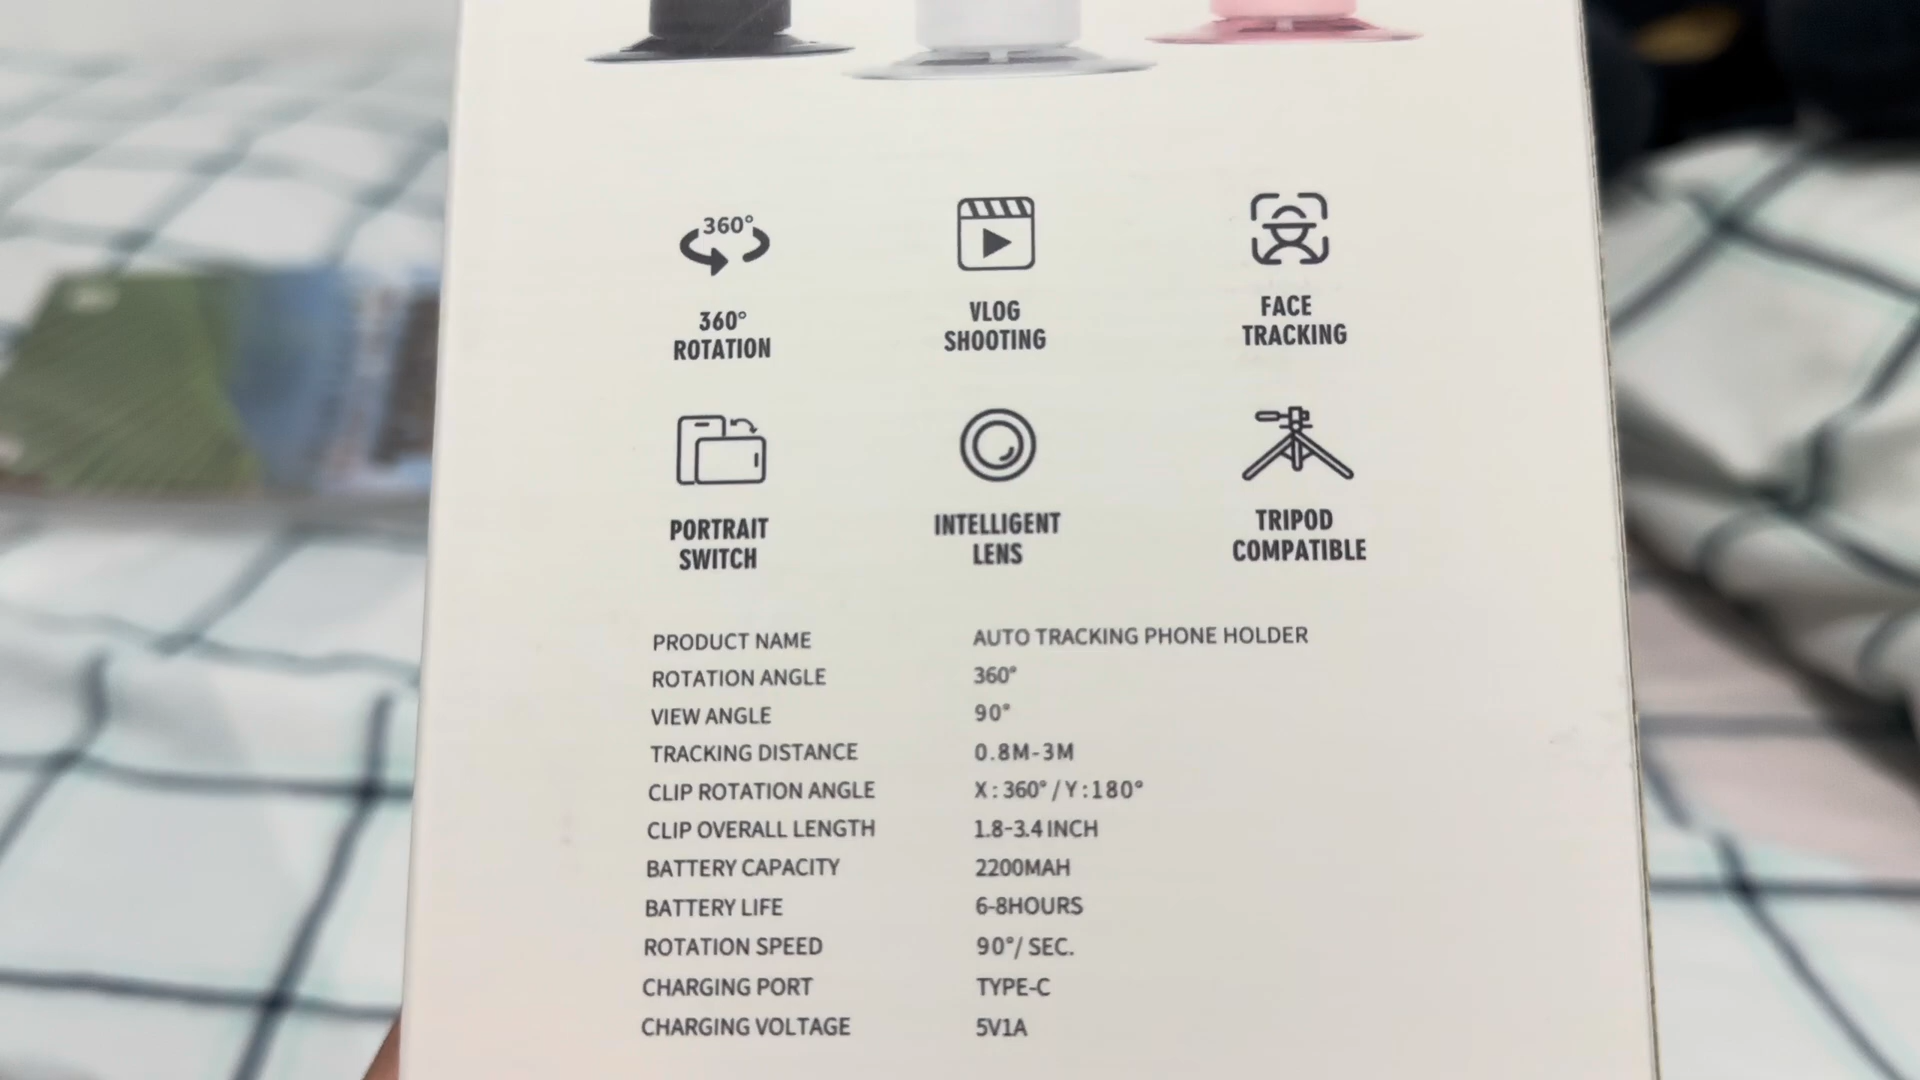 360°
360°
ROTATION
VLOG
SHOOTING
FACE
TRACKING
PORTRAIT
SWITCH
INTELLIGENT
LENS
TRIPOD
COMPATIBLE
PRODUCT NAME AUTO TRACKING PHONE HOLDER
ROTATION ANGLE 360°
VIEW ANGLE 90°
TRACKING DISTANCE 0.8M-3M
CLIP ROTATION ANGLE X:360°/Y:180°
CLIP OVERALL LENGTH 1.8-3.4 INCH
BATTERY CAPACITY 2200MAH
BATTERY LIFE 6-8HOURS
ROTATION SPEED 90°/ SEC.
CHARGING PORT TYPE-C
CHARGING VOLTAGE 5V1A